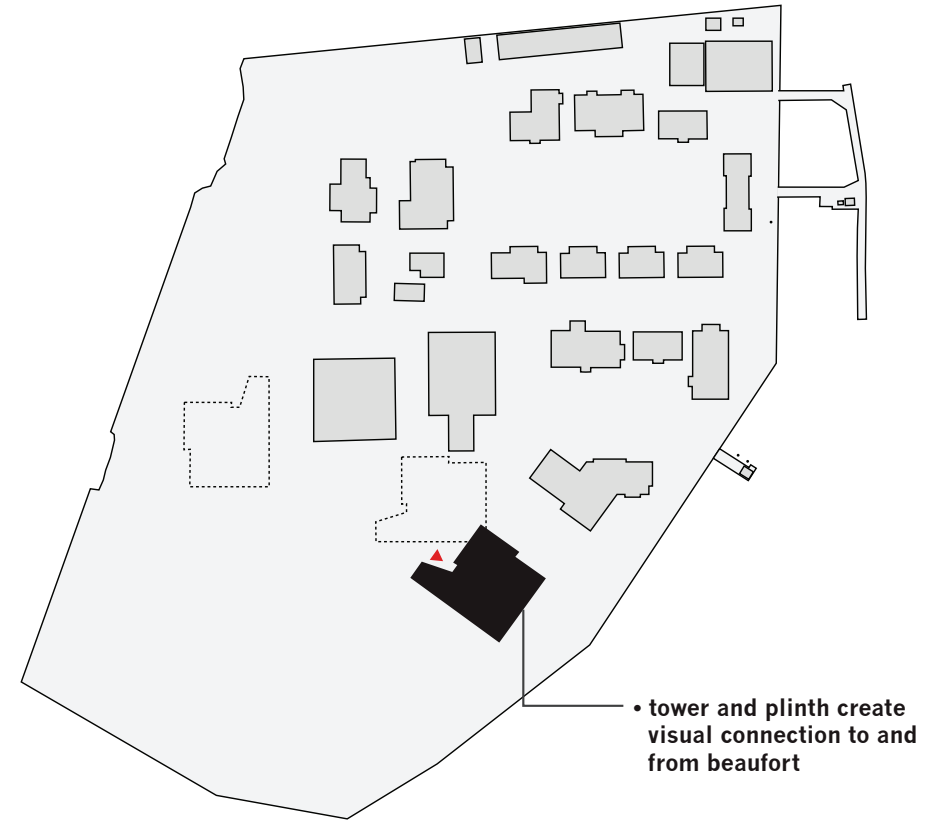 • tower and plinth create
visual connection to and
from beaufort